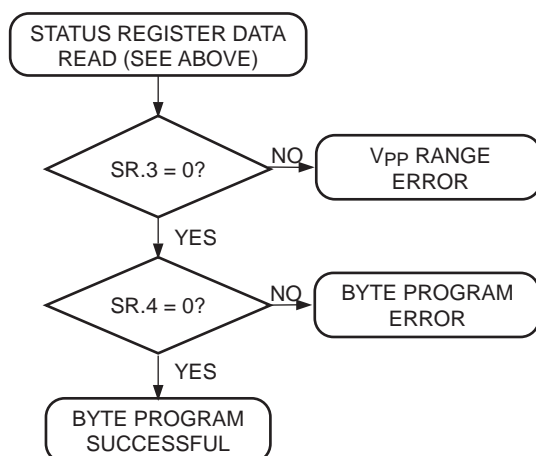 STATUS REGISTER DATA
READ (SEE ABOVE)
SR.3 = 0?
NO
VPP RANGE
ERROR
YES
SR.4 = 0?
NO
BYTE PROGRAM
ERROR
YES
BYTE PROGRAM
SUCCESSFUL